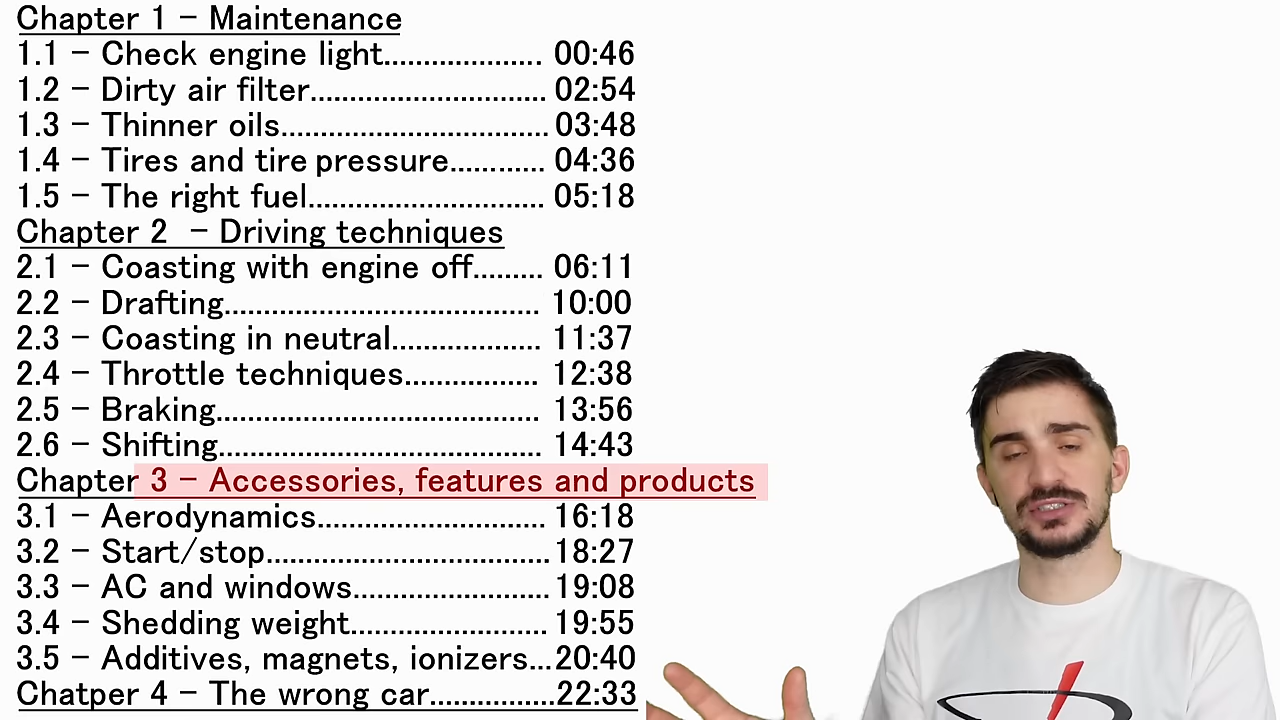 Chapter 1 – Maintenance
1.1 – Check engine light................... 00:46
1.2 – Dirty air filter............................ 02:54
1.3 – Thinner oils................................ 03:48
1.4 – Tires and tire pressure............ 04:36
1.5 – The right fuel............................ 05:18
Chapter 2 – Driving techniques
2.1 – Coasting with engine off......... 06:11
2.2 – Drafting...................................... 10:00
2.3 – Coasting in neutral.................. 11:37
2.4 – Throttle techniques................ 12:38
2.5 – Braking....................................... 13:56
2.6 – Shifting....................................... 14:43
Chapter 3 – Accessories, features and products
3.1 – Aerodynamics........................... 16:18
3.2 – Start/stop.................................. 18:27
3.3 – AC and windows....................... 19:08
3.4 – Shedding weight........................ 19:55
3.5 – Additives, magnets, ionizers...20:40
Chatper 4 – The wrong car...............22:33